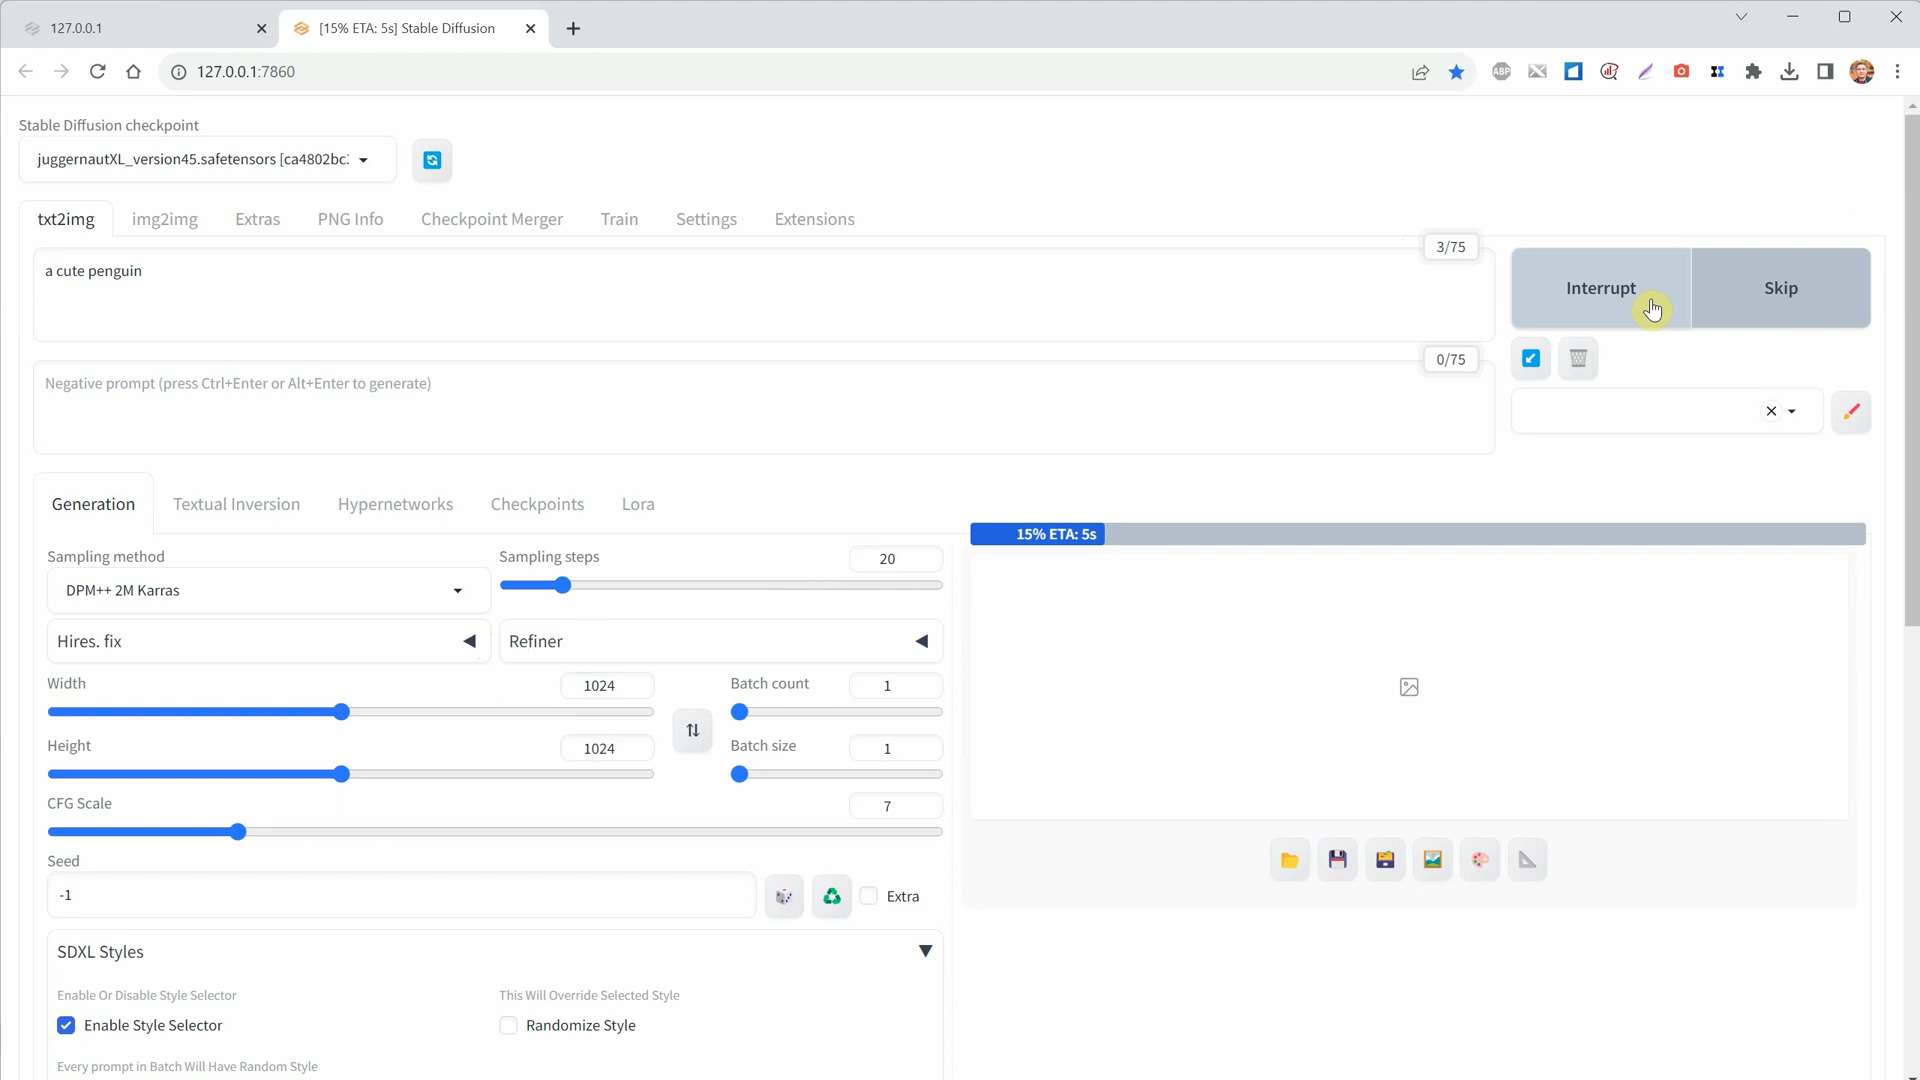 127.0.0.1
[15% ETA: 5s] Stable Diffusion
127.0.0.1:7860
ABP
Stable Diffusion checkpoint
juggernautXL_version45.safetensors [ca4802bc:
txt2img
img2img
Extras
PNG Info
Checkpoint Merger
Train
Settings
Extensions
3/75
a cute penguin
Interrupt
Skip
0/75
Negative prompt (press Ctrl+Enter or Alt+Enter to generate)
Generation
Textual Inversion
Hypernetworks
Checkpoints
Lora
15% ETA: 5s
Sampling method
Sampling steps
20
DPM++ 2M Karras
Hires. fix
Refiner
Width
1024
Batch count
1
Height
1024
Batch size
1
CFG Scale
7
Seed
-1
Extra
SDXL Styles
Enable Or Disable Style Selector
This Will Override Selected Style
Enable Style Selector
Randomize Style
Every prompt in Batch Will Have Random Style